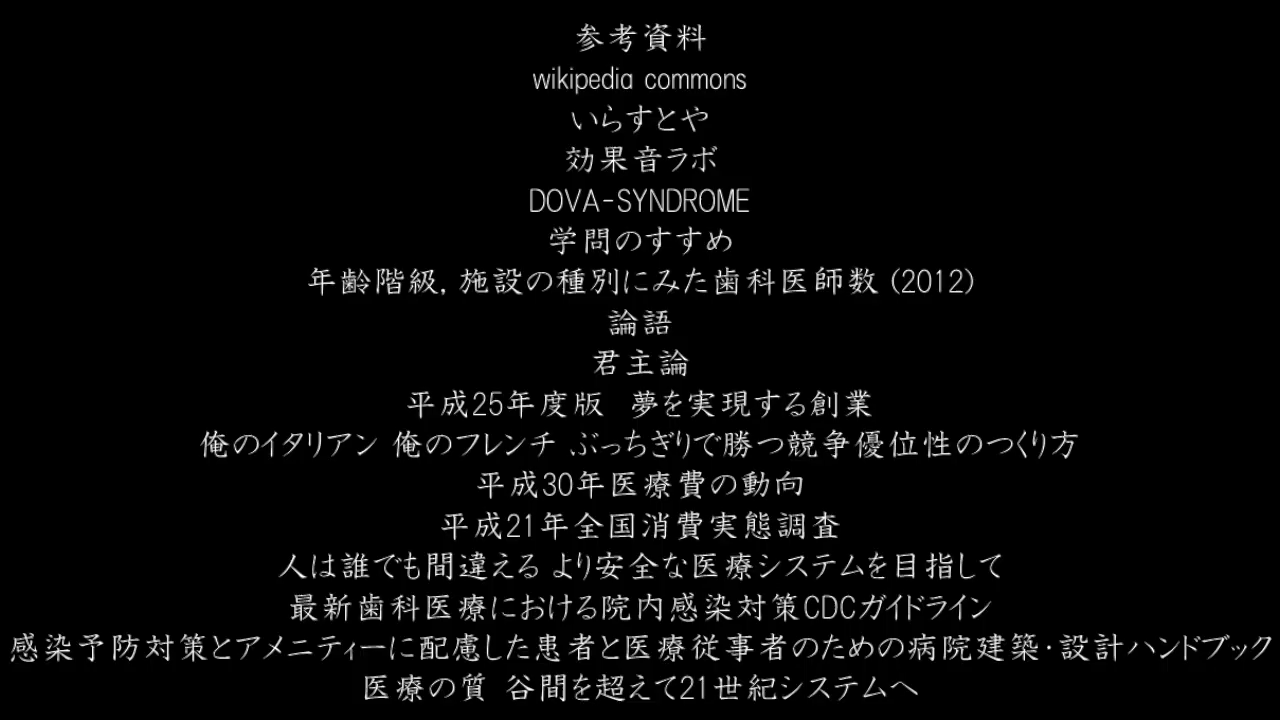 参考資料
wikipedia commons
いらすとや
効果音ラボ
DOVA-SYNDROME
学問のすすめ
年齢階級, 施設の種別にみた歯科医師数 (2012)
論語
君主論
平成25年度版　夢を実現する創業
俺のイタリアン 俺のフレンチ ぶっちぎりで勝つ競争優位性のつくり方
平成30年医療費の動向
平成21年全国消費実態調査
人は誰でも間違える より安全な医療システムを目指して
最新歯科医療における院内感染対策CDCガイドライン
感染予防対策とアメニティーに配慮した患者と医療従事者のための病院建築・設計ハンドブック
医療の質 谷間を超えて21世紀システムへ